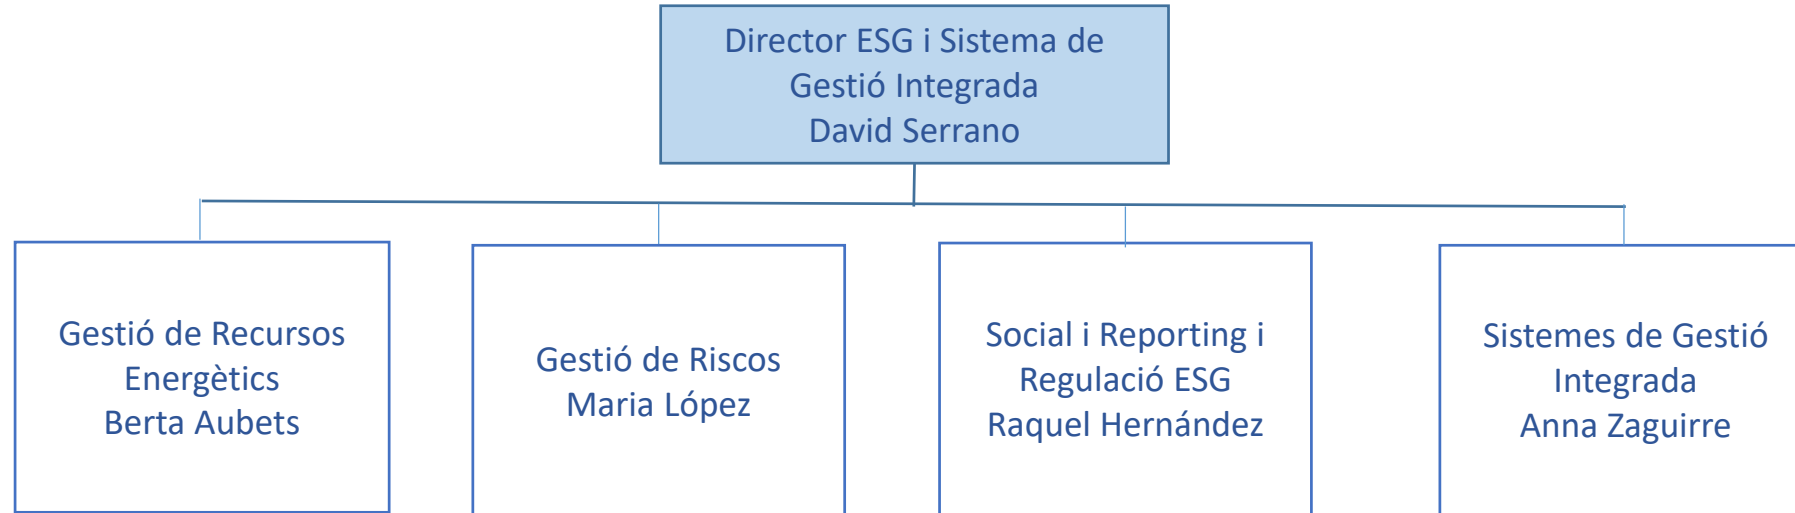 Director ESG i Sistema de
Gestió Integrada
David Serrano
Gestió de Recursos
Energètics
Berta Aubets
Gestió de Riscos
Maria López
Social i Reporting i
Regulació ESG
Raquel Hernández
Sistemes de Gestió
Integrada
Anna Zaguirre